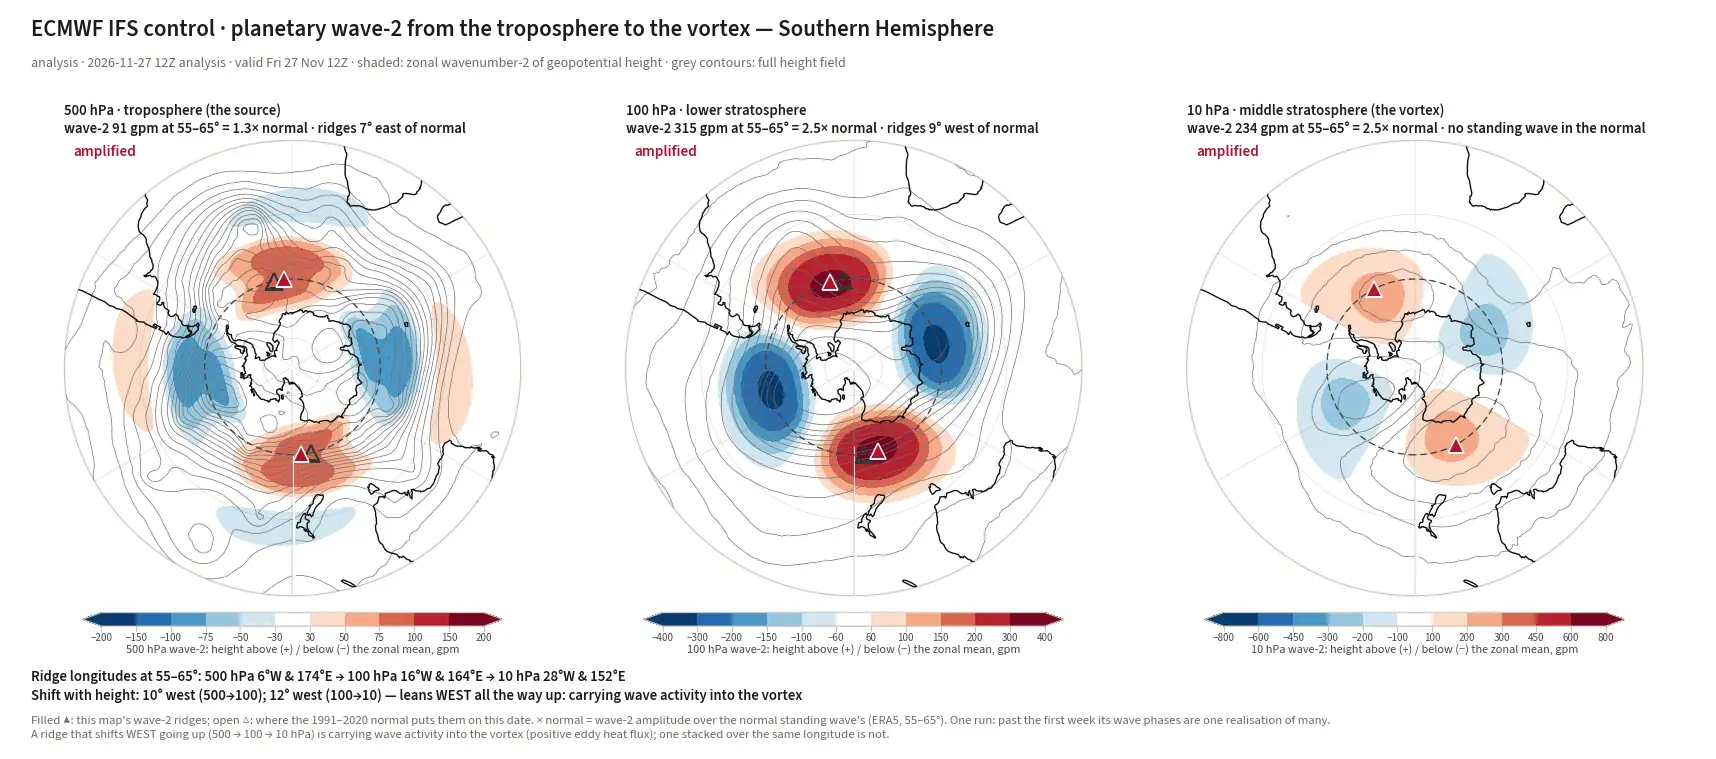 ECMWF IFS control · planetary wave-2 from the troposphere to the vortex — Southern Hemisphere
analysis · 2026-11-27 12Z analysis · valid Fri 27 Nov 12Z · shaded: zonal wavenumber-2 of geopotential height · grey contours: full height field
500 hPa · troposphere (the source)
wave-2 91 gpm at 55–65° = 1.3× normal · ridges 7° east of normal
amplified
100 hPa · lower stratosphere
wave-2 315 gpm at 55–65° = 2.5× normal · ridges 9° west of normal
amplified
10 hPa · middle stratosphere (the vortex)
wave-2 234 gpm at 55–65° = 2.5× normal · no standing wave in the normal
amplified
−200 −150 −100 −75 −50 −30 30 50 75 100 150 200
500 hPa wave-2: height above (+) / below (−) the zonal mean, gpm
−400 −300 −200 −150 −100 −60 60 100 150 200 300 400
100 hPa wave-2: height above (+) / below (−) the zonal mean, gpm
−800 −600 −450 −300 −200 −100 100 200 300 450 600 800
10 hPa wave-2: height above (+) / below (−) the zonal mean, gpm
Ridge longitudes at 55–65°: 500 hPa 6°W & 174°E → 100 hPa 16°W & 164°E → 10 hPa 28°W & 152°E
Shift with height: 10° west (500→100); 12° west (100→10) — leans WEST all the way up: carrying wave activity into the vortex
Filled ▲: this map's wave-2 ridges; open △: where the 1991–2020 normal puts them on this date. × normal = wave-2 amplitude over the normal standing wave's (ERA5, 55–65°). One run: past the first week its wave phases are one realisation of many.
A ridge that shifts WEST going up (500 → 100 → 10 hPa) is carrying wave activity into the vortex (positive eddy heat flux); one stacked over the same longitude is not.